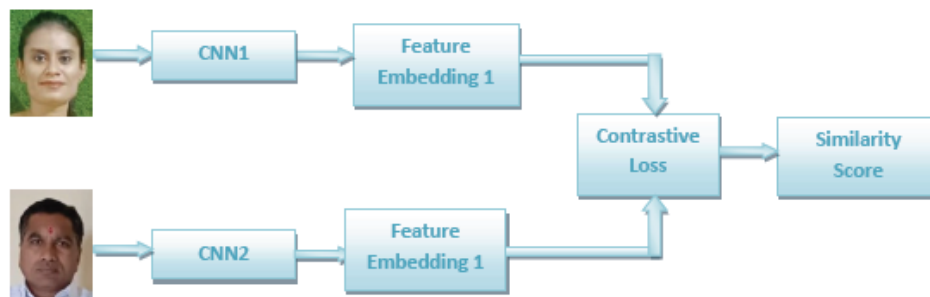 CNN1
Feature
Embedding 1
Contrastive
Loss
Similarity
Score
CNN2
Feature
Embedding 1